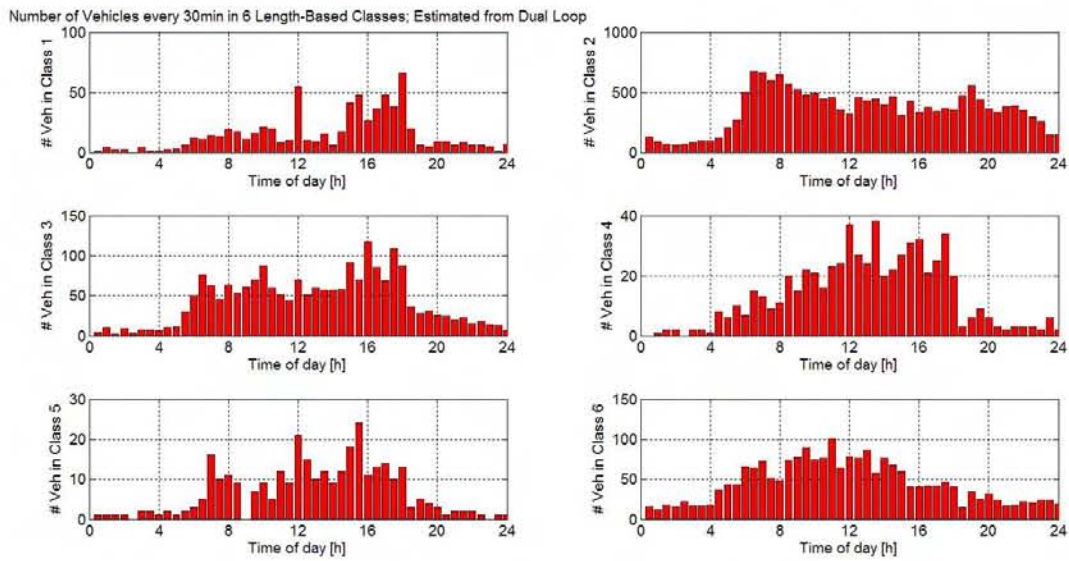 Number of Vehicles every 30min in 6 Length-Based Classes; Estimated from Dual Loop
# Veh in Class 1
100
50
0
0 4 8 12 16 20 24
Time of day [h]
# Veh in Class 2
1000
500
0
0 4 8 12 16 20 24
Time of day [h]
# Veh in Class 3
150
100
50
0
0 4 8 12 16 20 24
Time of day [h]
# Veh in Class 4
40
20
0
0 4 8 12 16 20 24
Time of day [h]
# Veh in Class 5
30
20
10
0
0 4 8 12 16 20 24
Time of day [h]
# Veh in Class 6
150
100
50
0
0 4 8 12 16 20 24
Time of day [h]